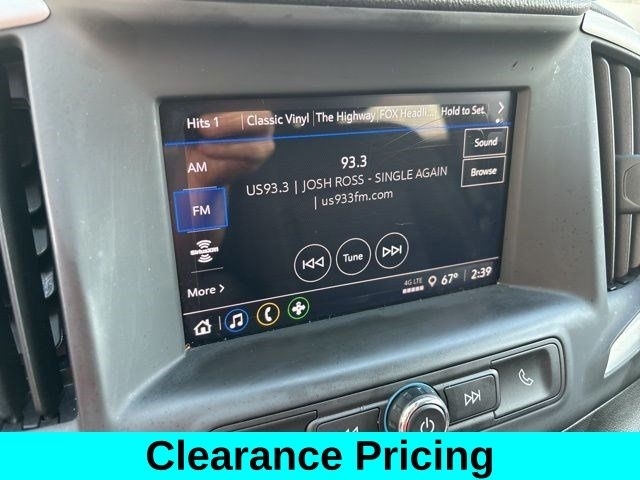 Hits 1 Classic Vinyl The Highway FOX Headli... Hold to Set
AM
93.3
Sound
US93.3 | JOSH ROSS - SINGLE AGAIN
| us933fm.com
Browse
FM
SiriusXM
Tune
More >
4G LTE 67° 2:39
Clearance Pricing